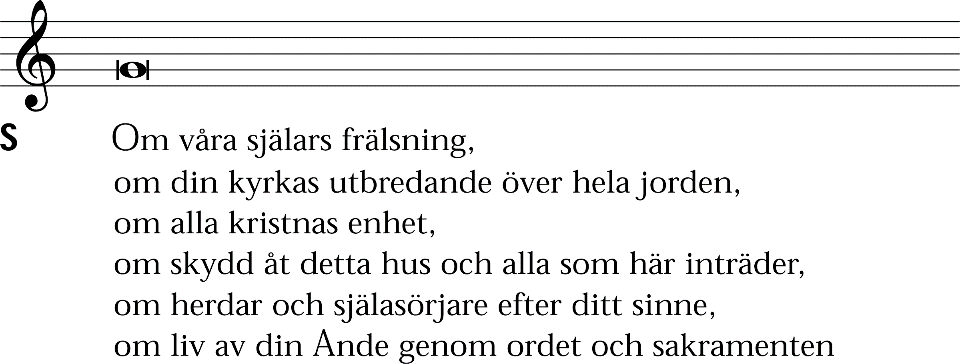 S Om våra själars frälsning,
om din kyrkas utbredande över hela jorden,
om alla kristnas enhet,
om skydd åt detta hus och alla som här inträder,
om herdar och själasörjare efter ditt sinne,
om liv av din Ande genom ordet och sakramenten